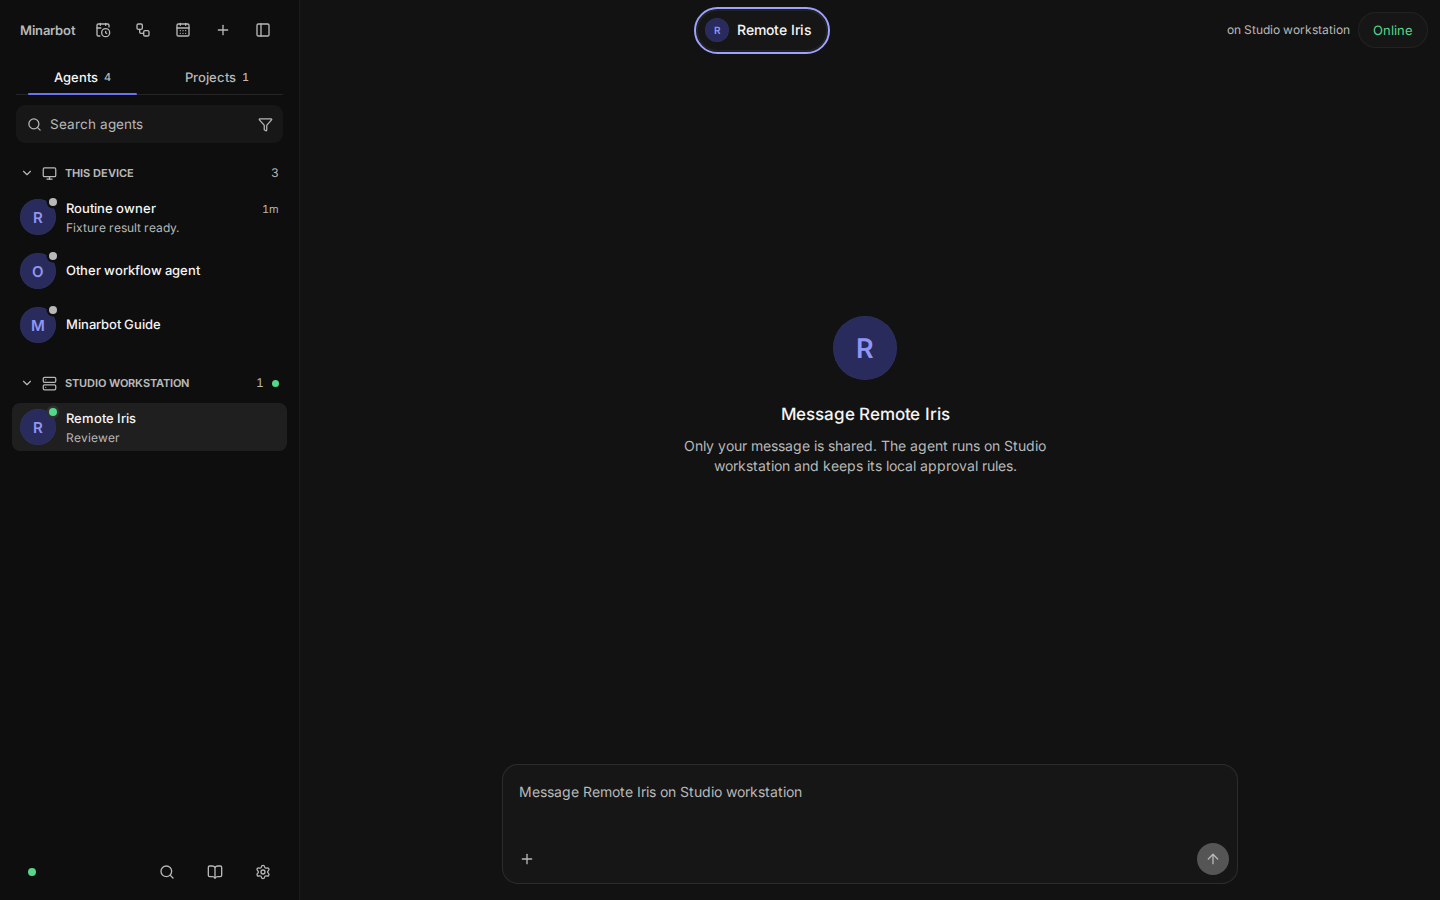 Minarbot
Agents 4
Projects 1
Search agents
THIS DEVICE 3
R
Routine owner 1m
Fixture result ready.
O
Other workflow agent
M
Minarbot Guide
STUDIO WORKSTATION 1
R
Remote Iris
Reviewer
R Remote Iris
on Studio workstation Online
R
Message Remote Iris
Only your message is shared. The agent runs on Studio
workstation and keeps its local approval rules.
Message Remote Iris on Studio workstation